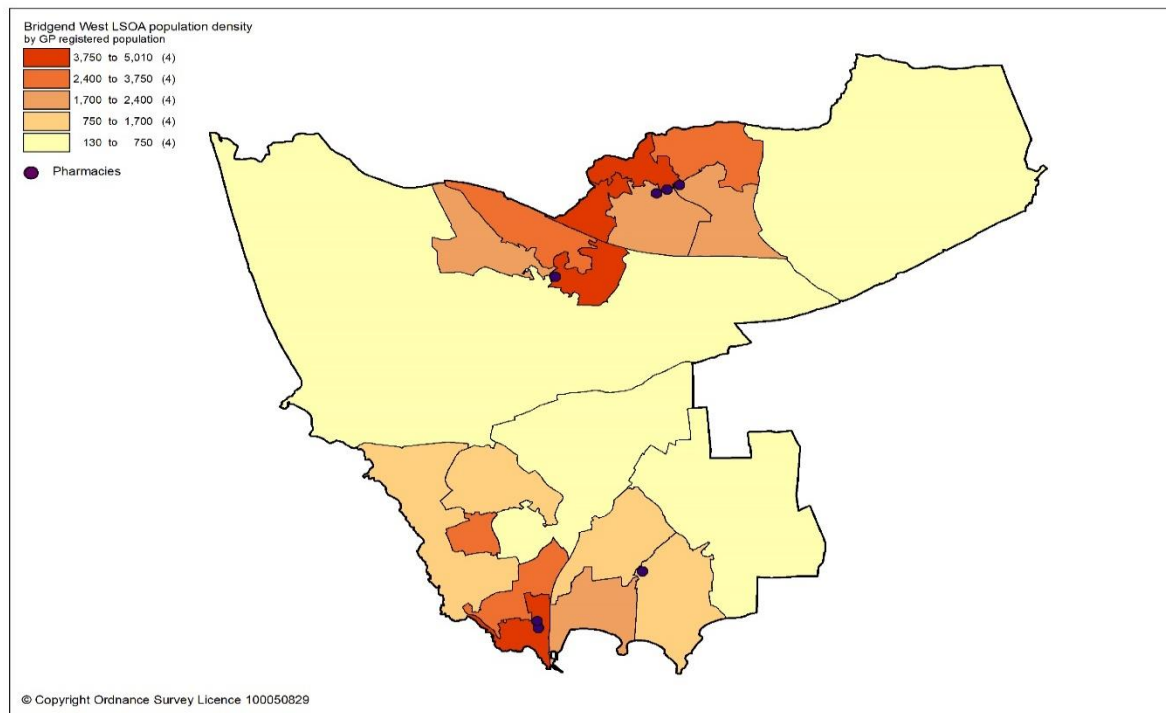 Bridgend West LSOA population density
by GP registered population
3,750 to 5,010 (4)
2,400 to 3,750 (4)
1,700 to 2,400 (4)
750 to 1,700 (4)
130 to 750 (4)
Pharmacies
© Copyright Ordnance Survey Licence 100050829